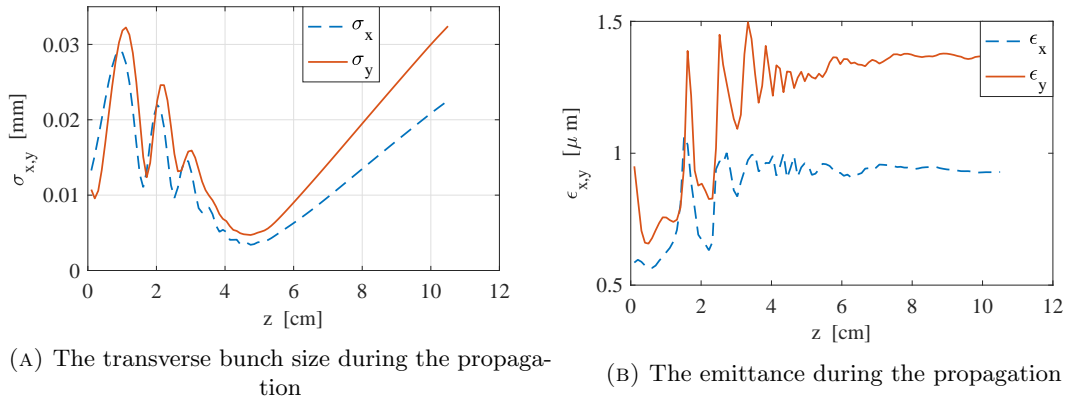 0.03
0.02
0.01
0
σx,y [mm]
σx
σy
0 2 4 6 8 10 12
z [cm]
(A) The transverse bunch size during the propaga-
tion
1.5
1
0.5
ϵx,y [μ m]
ϵx
ϵy
0 2 4 6 8 10 12
z [cm]
(B) The emittance during the propagation